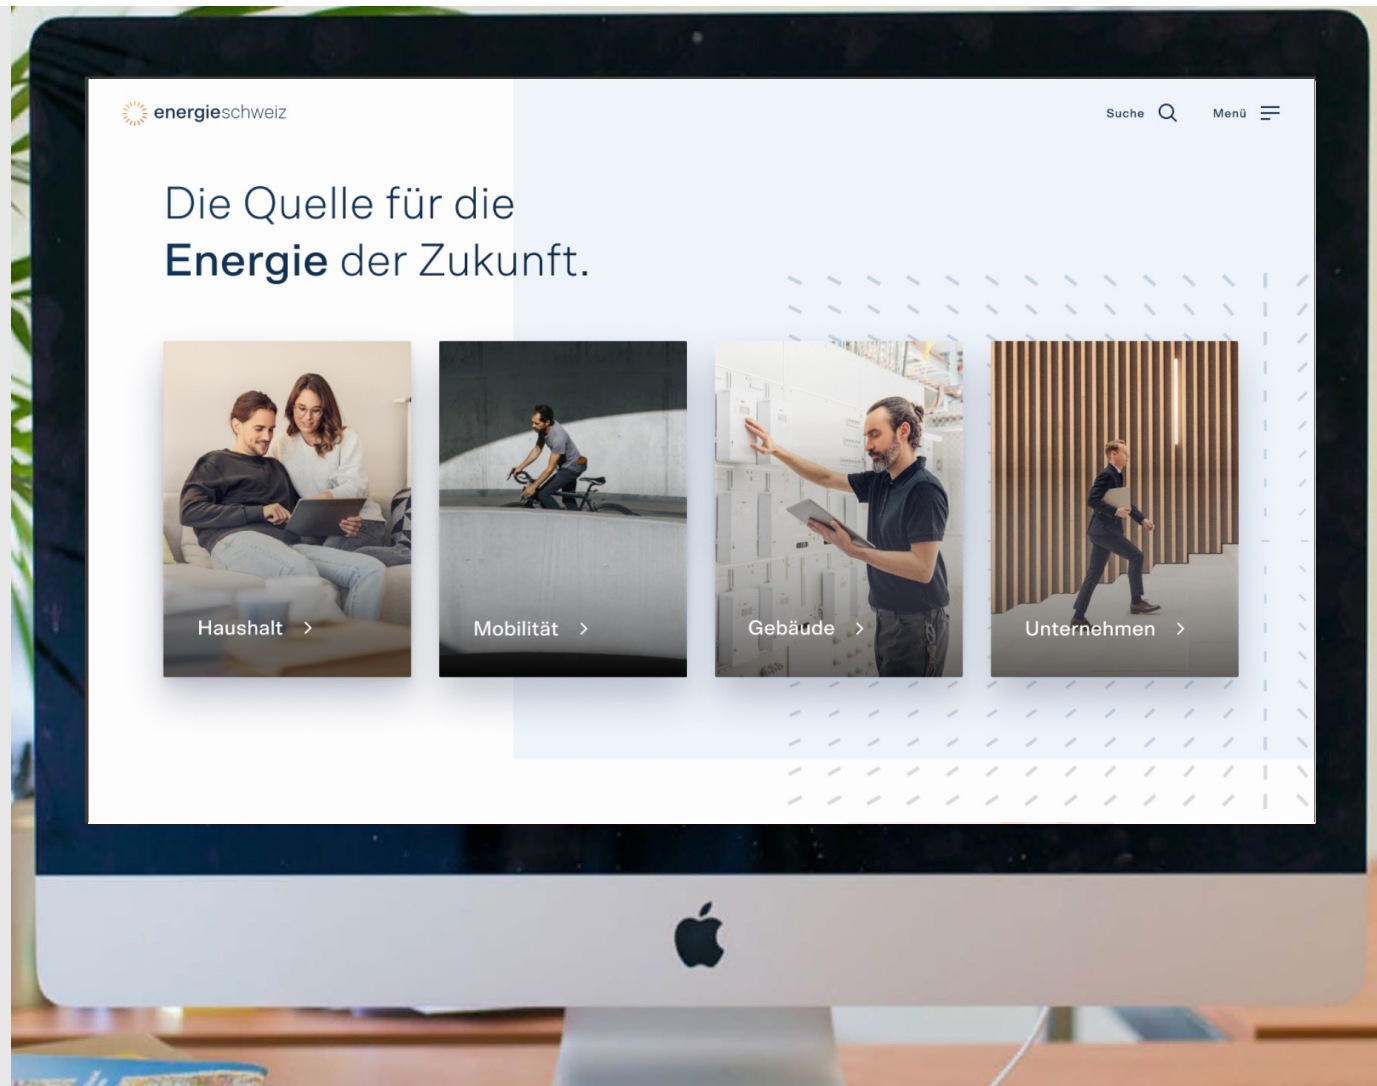 energieschweiz
Suche
Menü
Die Quelle für die
Energie der Zukunft.
Haushalt
Mobilität
Gebäude
Unternehmen